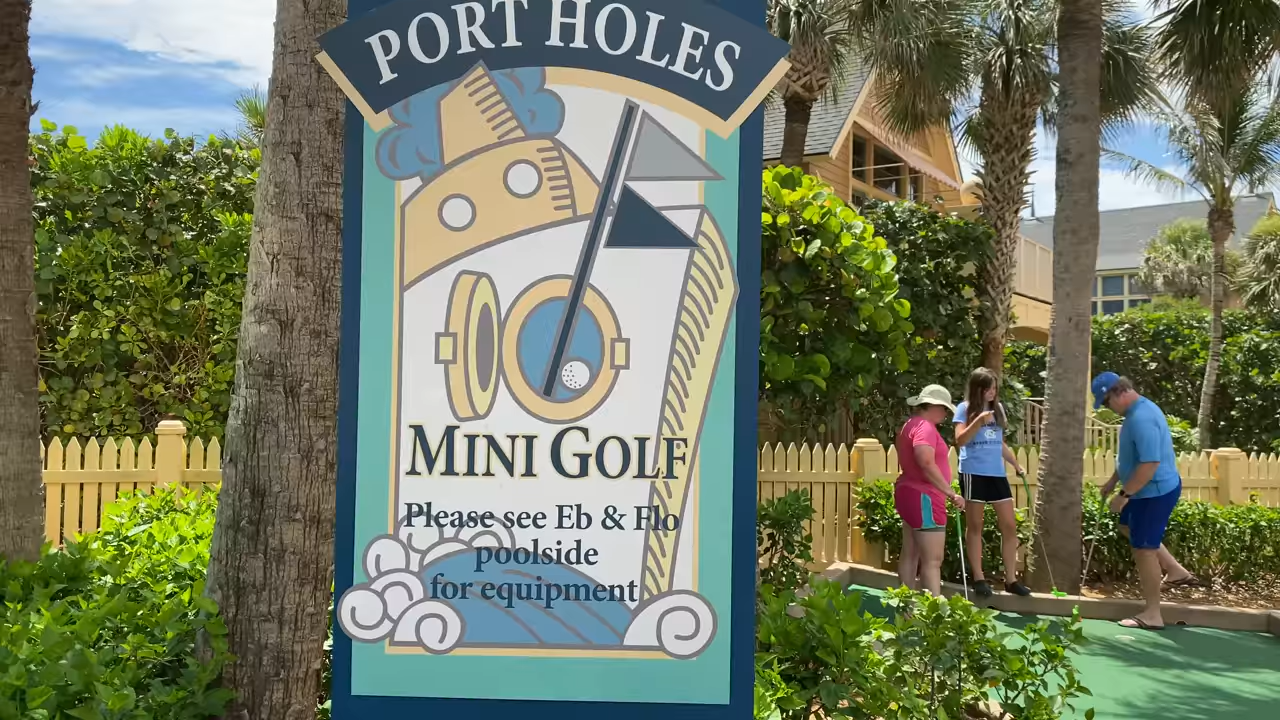 PORT HOLES
MINI GOLF
Please see Eb & Flo
poolside
for equipment